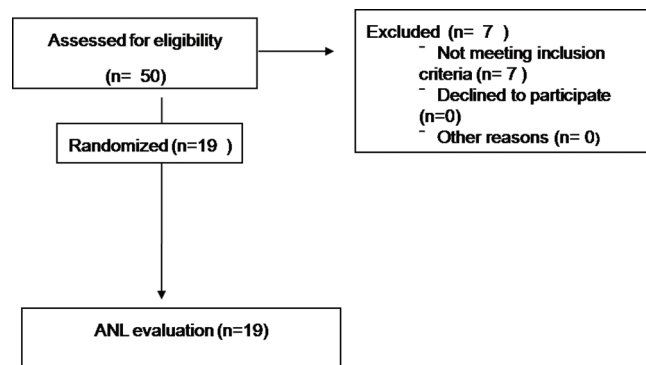 Assessed for eligibility
(n= 50)
Excluded (n= 7 )
- Not meeting inclusion
criteria (n= 7 )
- Declined to participate
(n=0)
- Other reasons (n= 0)
Randomized (n=19 )
ANL evaluation (n=19)